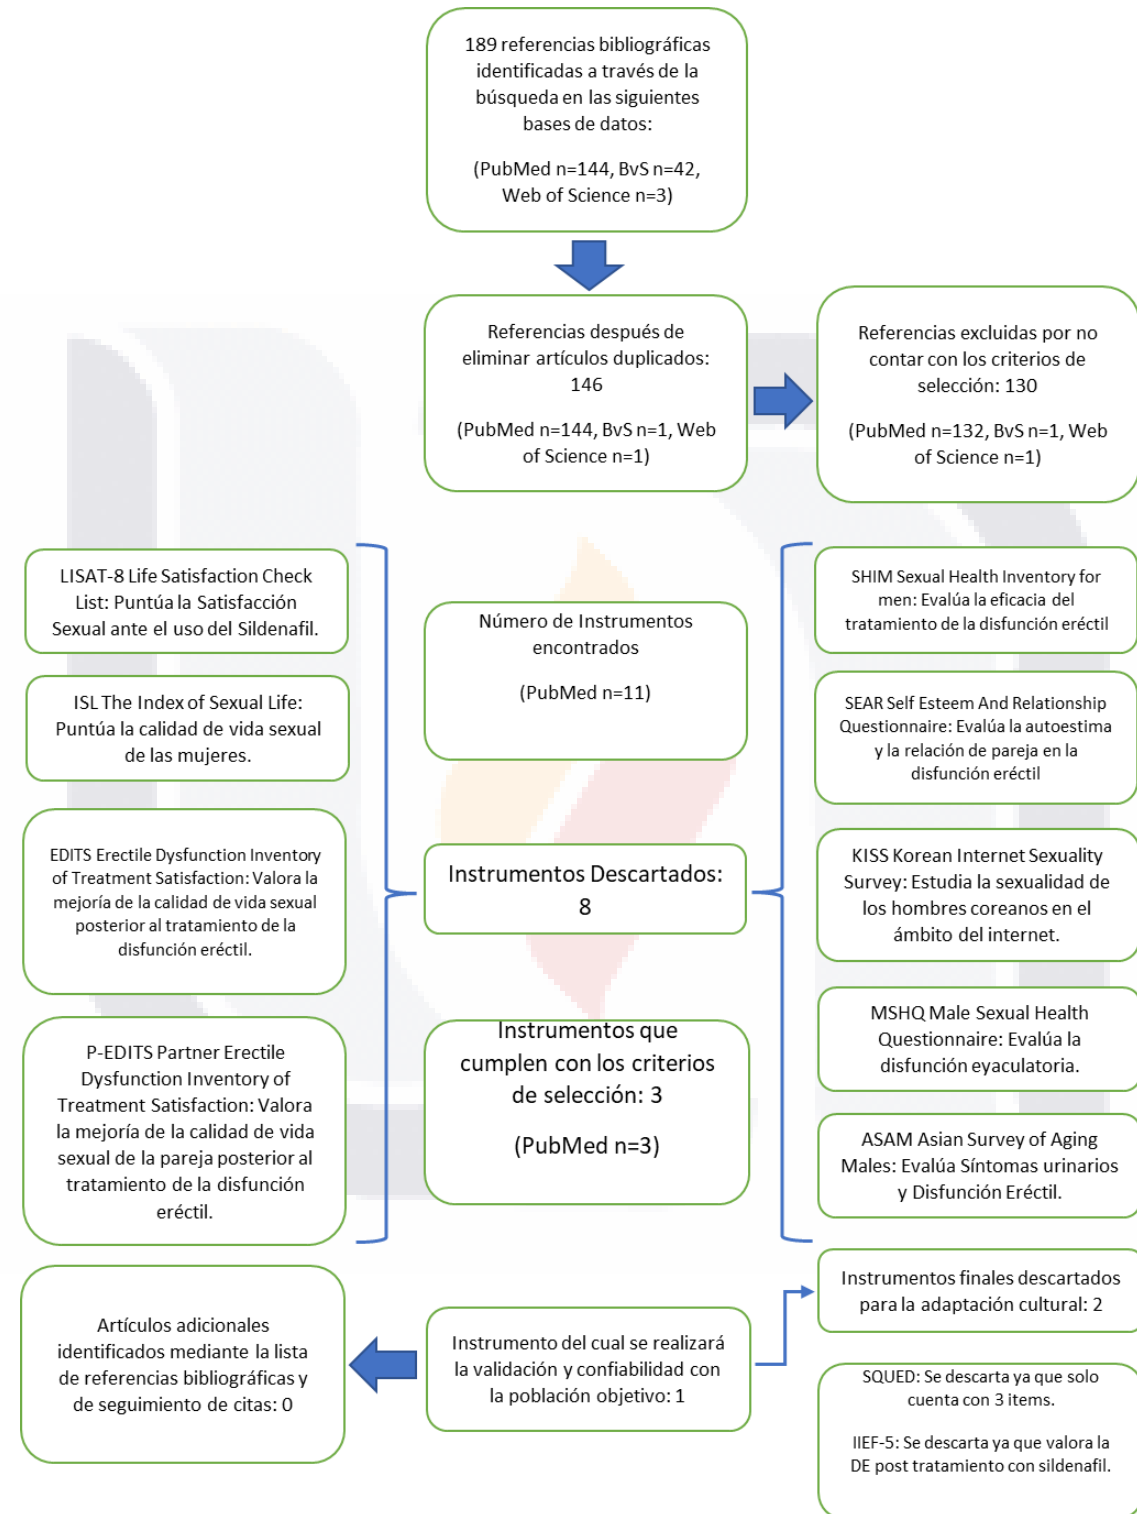 189 referencias bibliográficas
identificadas a través de la
búsqueda en las siguientes
bases de datos:
(PubMed n=144, BvS n=42,
Web of Science n=3)
Referencias después de
eliminar artículos duplicados:
146
(PubMed n=144, BvS n=1, Web
of Science n=1)
Referencias excluidas por no
contar con los criterios de
selección: 130
(PubMed n=132, BvS n=1, Web
of Science n=1)
LISAT-8 Life Satisfaction Check
List: Puntúa la Satisfacción
Sexual ante el uso del Sildenafil.
ISL The Index of Sexual Life:
Puntúa la calidad de vida sexual
de las mujeres.
EDITS Erectile Dysfunction Inventory
of Treatment Satisfaction: Valora la
mejoría de la calidad de vida sexual
posterior al tratamiento de la
disfunción eréctil.
P-EDITS Partner Erectile
Dysfunction Inventory of
Treatment Satisfaction: Valora
la mejoría de la calidad de vida
sexual de la pareja posterior al
tratamiento de la disfunción
eréctil.
Número de Instrumentos
encontrados
(PubMed n=11)
Instrumentos Descartados:
8
Instrumentos que
cumplen con los criterios
de selección: 3
(PubMed n=3)
SHIM Sexual Health Inventory for
men: Evalúa la eficacia del
tratamiento de la disfunción eréctil
SEAR Self Esteem And Relationship
Questionnaire: Evalúa la autoestima
y la relación de pareja en la
disfunción eréctil
KISS Korean Internet Sexuality
Survey: Estudia la sexualidad de
los hombres coreanos en el
ámbito del internet.
MSHQ Male Sexual Health
Questionnaire: Evalúa la
disfunción eyaculatoria.
ASAM Asian Survey of Aging
Males: Evalúa Síntomas urinarios
y Disfunción Eréctil.
Artículos adicionales
identificados mediante la lista
de referencias bibliográficas y
de seguimiento de citas: 0
Instrumento del cual se realizará
la validación y confiabilidad con
la población objetivo: 1
Instrumentos finales descartados
para la adaptación cultural: 2
SQUED: Se descarta ya que solo
cuenta con 3 items.
IIEF-5: Se descarta ya que valora la
DE post tratamiento con sildenafil.